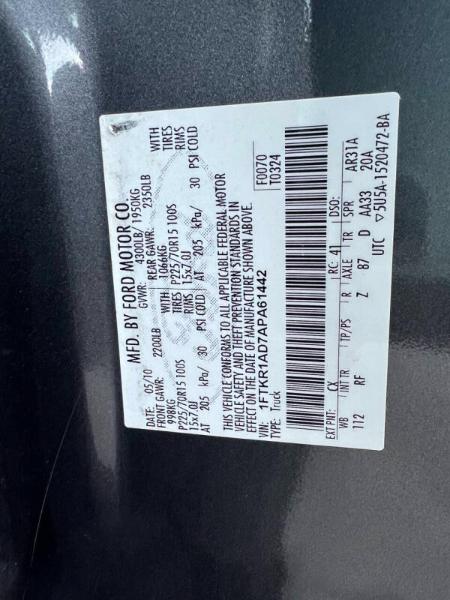 MFD. BY FORD MOTOR CO.
DATE: 05/10 GVWR: 4300LB/ 1950KG
FRONT GAWR: 2200LB REAR GAWR: 2350LB
998KG WITH 1066KG WITH
P225/70R15 100S TIRES P225/70R15 100S TIRES
15x7.0J RIMS 15x7.0J RIMS
AT 205 kPa/ 30 PSI COLD AT 205 kPa/ 30 PSI COLD
THIS VEHICLE CONFORMS TO ALL APPLICABLE FEDERAL MOTOR
VEHICLE SAFETY AND THEFT PREVENTION STANDARDS IN
EFFECT ON THE DATE OF MANUFACTURE SHOWN ABOVE.
VIN: 1FTKR1AD7APA61442 F0070
TYPE: Truck T0324
EXT PNT: CX LRC: 41 DSO:
WB INT TR TP/PS R AXLE TR SPR AR31A
112 RF Z 87 D AA33 20A
UTC ▽5U5A-1520472-BA